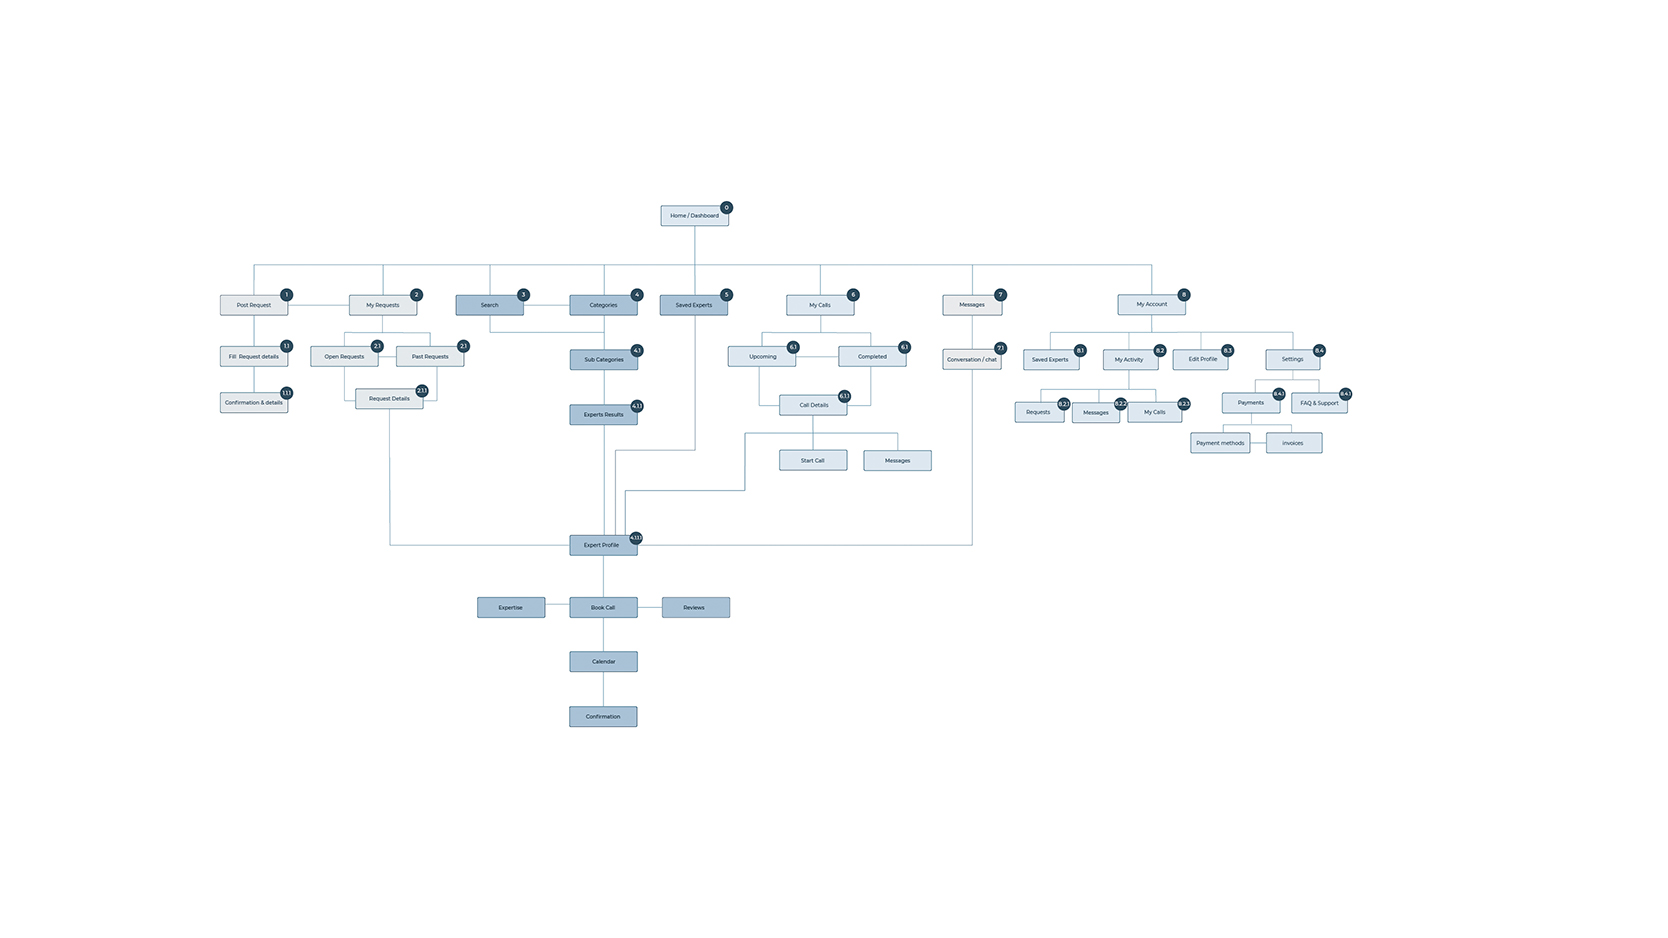 0
Home / Dashboard
1
Post Request
2
My Requests
3
Search
4
Categories
5
Saved Experts
6
My Calls
7
Messages
8
My Account
1.1
Fill Request details
2.1
Open Requests
2.1
Past Requests
4.1
Sub Categories
6.1
Upcoming
6.1
Completed
7.1
Conversation / chat
8.1
Saved Experts
8.2
My Activity
8.3
Edit Profile
8.4
Settings
1.1.1
Confirmation & details
2.1.1
Request Details
4.1.1
Experts Results
6.1.1
Call Details
8.2.1
Requests
8.2.2
Messages
8.2.3
My Calls
8.4.1
Payments
8.4.1
FAQ & Support
Payment methods
invoices
Start Call
Messages
4.1.1.1
Expert Profile
Expertise
Book Call
Reviews
Calendar
Confirmation